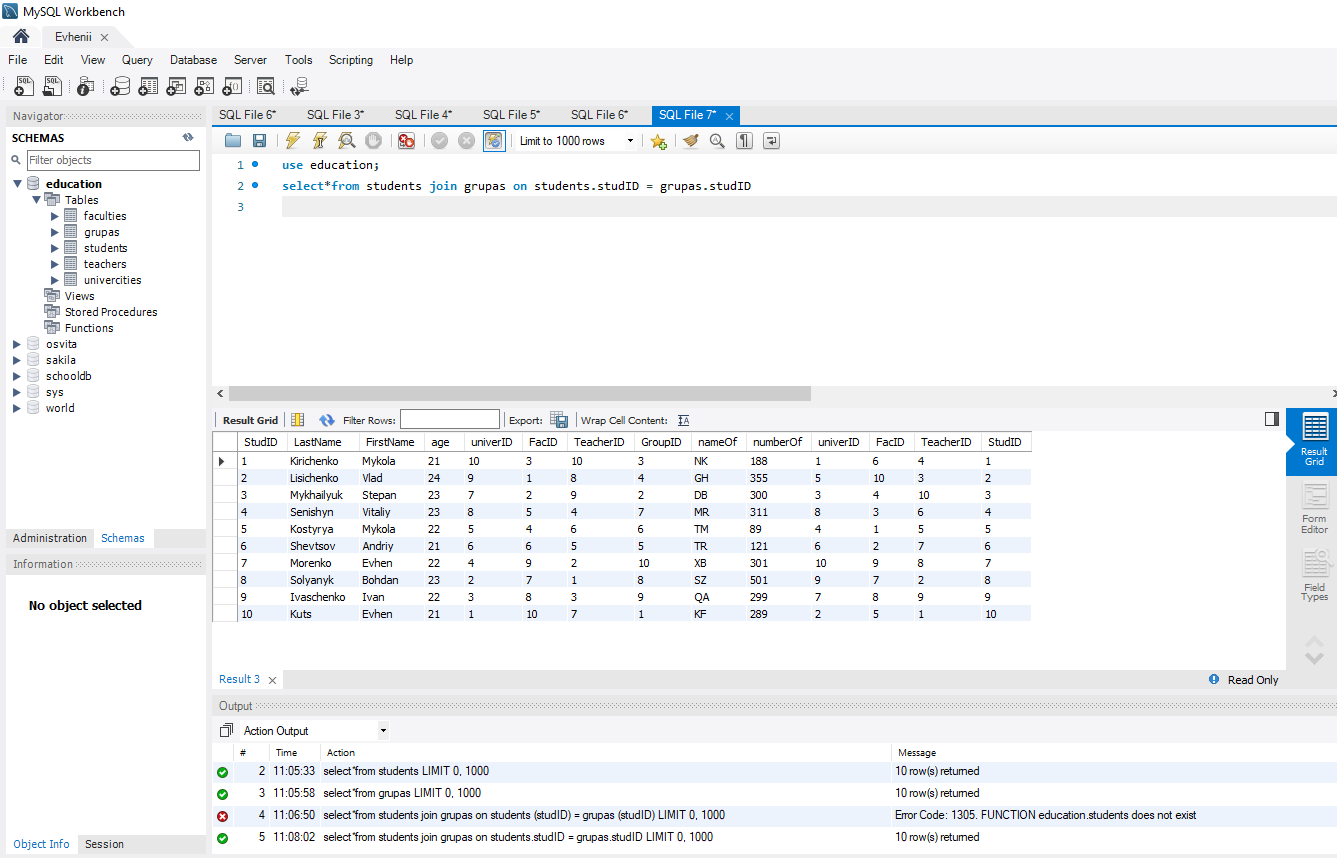 MySQL Workbench
Evhenii
File Edit View Query Database Server Tools Scripting Help
Navigator
SCHEMAS
Filter objects
education
Tables
faculties
grupas
students
teachers
univercities
Views
Stored Procedures
Functions
osvita
sakila
schooldb
sys
world
Administration Schemas
Information
No object selected
Object Info Session
SQL File 6* SQL File 3* SQL File 4* SQL File 5* SQL File 6* SQL File 7*
Limit to 1000 rows
1 use education;
2 select*from students join grupas on students.studID = grupas.studID
3
Result Grid Filter Rows: Export: Wrap Cell Content:
StudID LastName FirstName age univerID FacID TeacherID GroupID nameOf numberOf univerID FacID TeacherID StudID
1 Kirichenko Mykola 21 10 3 10 3 NK 188 1 6 4 1
2 Lisichenko Vlad 24 9 1 8 4 GH 355 5 10 3 2
3 Mykhailyuk Stepan 23 7 2 9 2 DB 300 3 4 10 3
4 Senishyn Vitaliy 23 8 5 4 7 MR 311 8 3 6 4
5 Kostyrya Mykola 22 5 4 6 6 TM 89 4 1 5 5
6 Shevtsov Andriy 21 6 6 5 5 TR 121 6 2 7 6
7 Morenko Evhen 22 4 9 2 10 XB 301 10 9 8 7
8 Solyanyk Bohdan 23 2 7 1 8 SZ 501 9 7 2 8
9 Ivaschenko Ivan 22 3 8 3 9 QA 299 7 8 9 9
10 Kuts Evhen 21 1 10 7 1 KF 289 2 5 1 10
Result
Grid
Form
Editor
Field
Types
Result 3 Read Only
Output
Action Output
# Time Action Message
2 11:05:33 select*from students LIMIT 0, 1000 10 row(s) returned
3 11:05:58 select*from grupas LIMIT 0, 1000 10 row(s) returned
4 11:06:50 select*from students join grupas on students (studID) = grupas (studID) LIMIT 0, 1000 Error Code: 1305. FUNCTION education.students does not exist
5 11:08:02 select*from students join grupas on students.studID = grupas.studID LIMIT 0, 1000 10 row(s) returned